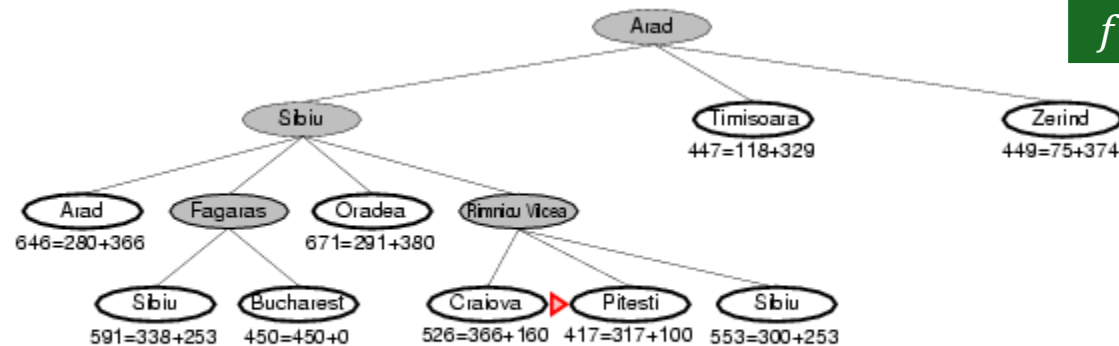 Arad
f
Sibiu
Timisoara
Zerind
447=118+329
449=75+374
Arad
Fagaras
Oradea
Rimnicu Vilcea
646=280+366
671=291+380
Sibiu
Bucharest
Craiova
Pitesti
Sibiu
591=338+253
450=450+0
526=366+160
417=317+100
553=300+253